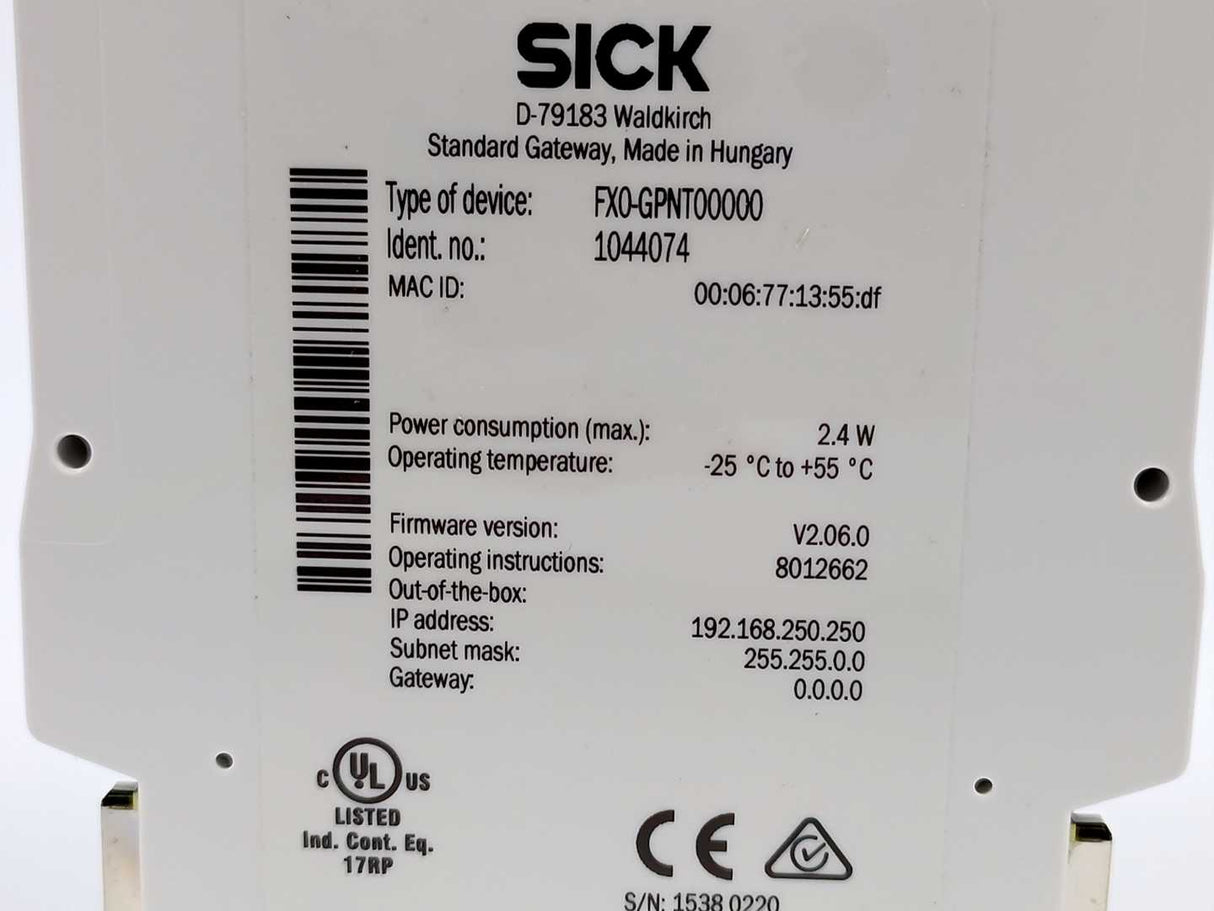 SICK
D-79183 Waldkirch
Standard Gateway, Made in Hungary
Type of device: FX0-GPNT00000
Ident. no.: 1044074
MAC ID: 00:06:77:13:55:df
Power consumption (max.): 2.4 W
Operating temperature: -25 °C to +55 °C
Firmware version: V2.06.0
Operating instructions: 8012662
Out-of-the-box:
IP address: 192.168.250.250
Subnet mask: 255.255.0.0
Gateway: 0.0.0.0
C UL US
LISTED
Ind. Cont. Eq.
17RP
CE
S/N: 1538 0220